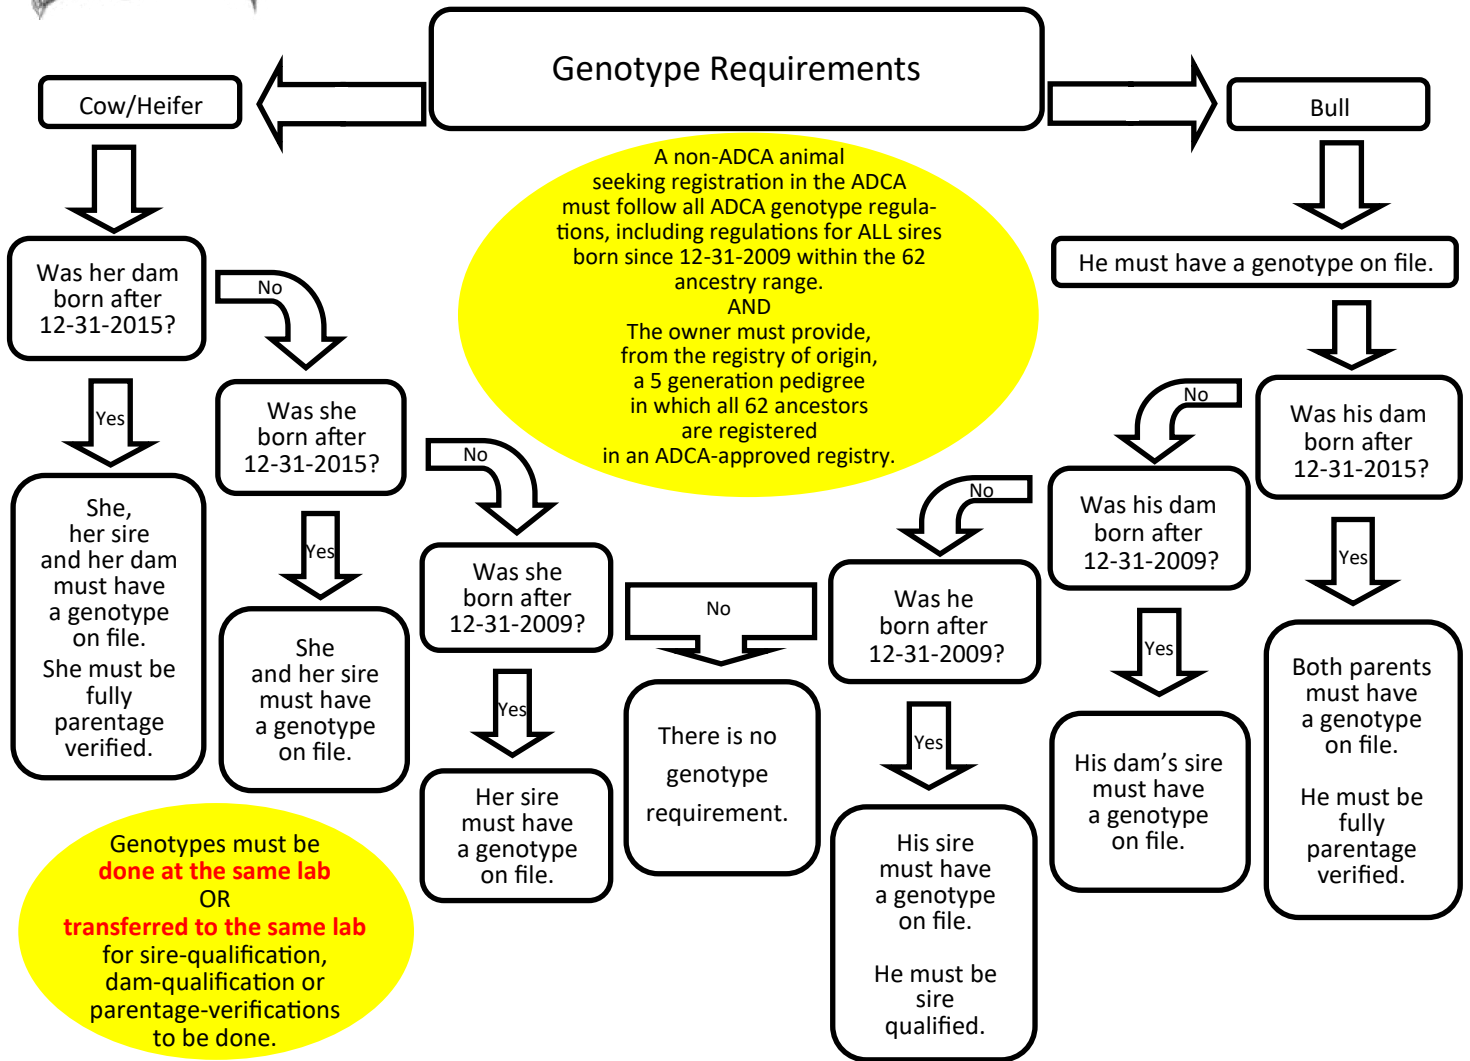 Genotype Requirements
Cow/Heifer
Bull
A non-ADCA animal
seeking registration in the ADCA
must follow all ADCA genotype regula-
tions, including regulations for ALL sires
born since 12-31-2009 within the 62
ancestry range.
AND
The owner must provide,
from the registry of origin,
a 5 generation pedigree
in which all 62 ancestors
are registered
in an ADCA-approved registry.
Was her dam
born after
12-31-2015?
No
Yes
She,
her sire
and her dam
must have
a genotype
on file.
She must be
fully
parentage
verified.
Was she
born after
12-31-2015?
No
Yes
She
and her sire
must have
a genotype
on file.
Was she
born after
12-31-2009?
No
Yes
Her sire
must have
a genotype
on file.
There is no
genotype
requirement.
He must have a genotype on file.
Was his dam
born after
12-31-2015?
No
Yes
Both parents
must have
a genotype
on file.
He must be
fully
parentage
verified.
Was his dam
born after
12-31-2009?
No
Yes
His dam's sire
must have
a genotype
on file.
Was he
born after
12-31-2009?
Yes
His sire
must have
a genotype
on file.
He must be
sire
qualified.
Genotypes must be
done at the same lab
OR
transferred to the same lab
for sire-qualification,
dam-qualification or
parentage-verifications
to be done.